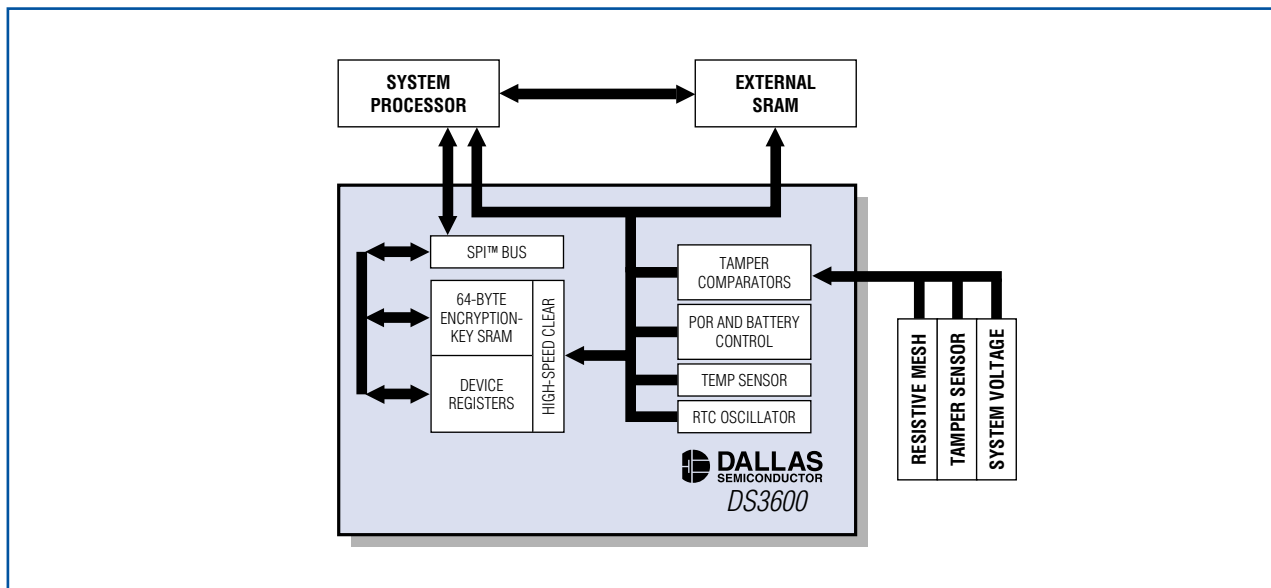 SYSTEM
PROCESSOR
EXTERNAL
SRAM
SPI™ BUS
64-BYTE
ENCRYPTION-
KEY SRAM
DEVICE
REGISTERS
HIGH-SPEED CLEAR
TAMPER
COMPARATORS
POR AND BATTERY
CONTROL
TEMP SENSOR
RTC OSCILLATOR
RESISTIVE MESH
TAMPER SENSOR
SYSTEM VOLTAGE
DALLAS
SEMICONDUCTOR
DS3600